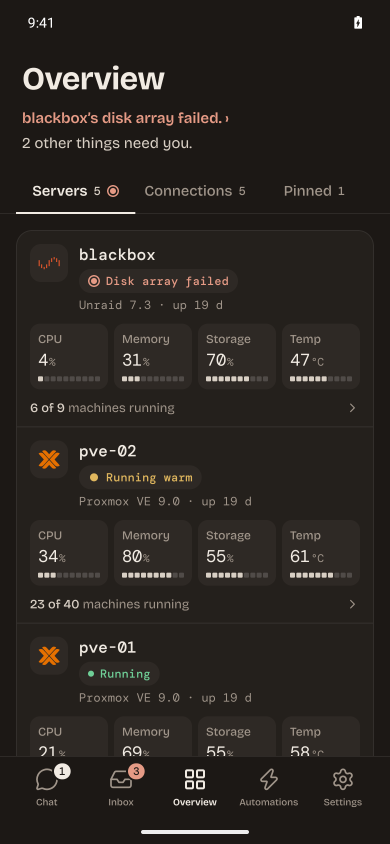 9:41
Overview
blackbox's disk array failed. ›
2 other things need you.
Servers 5 Connections 5 Pinned 1
blackbox
Disk array failed
Unraid 7.3 · up 19 d
CPU Memory Storage Temp
4% 31% 70% 47°C
6 of 9 machines running
pve-02
Running warm
Proxmox VE 9.0 · up 19 d
CPU Memory Storage Temp
34% 80% 55% 61°C
23 of 40 machines running
pve-01
Running
Proxmox VE 9.0 · up 19 d
CPU Memory Storage Temp
21% 69% 55% 58°C
1 3
Chat Inbox Overview Automations Settings